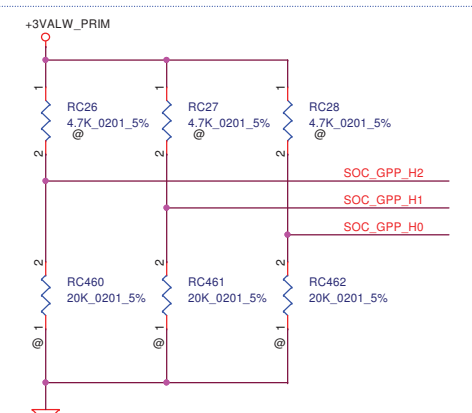 +3VALW_PRIM
1 1 1
RC26 RC27 RC28
4.7K_0201_5% 4.7K_0201_5% 4.7K_0201_5%
@ @ @
2 2 2
SOC_GPP_H2
SOC_GPP_H1
SOC_GPP_H0
2 2 2
RC460 RC461 RC462
20K_0201_5% 20K_0201_5% 20K_0201_5%
1 1 1
@ @ @